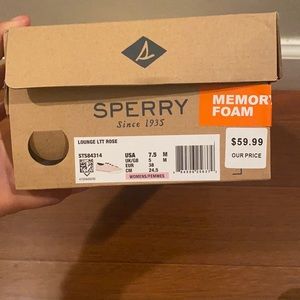 SPERRY
Since 1935
MEMORY
FOAM
LOUNGE LTT ROSE
STS84314
USA 7.5 M
UK/GB 5 M
EUR 38
CM 24.5
WOMENS/FEMMES
$59.99
OUR PRICE